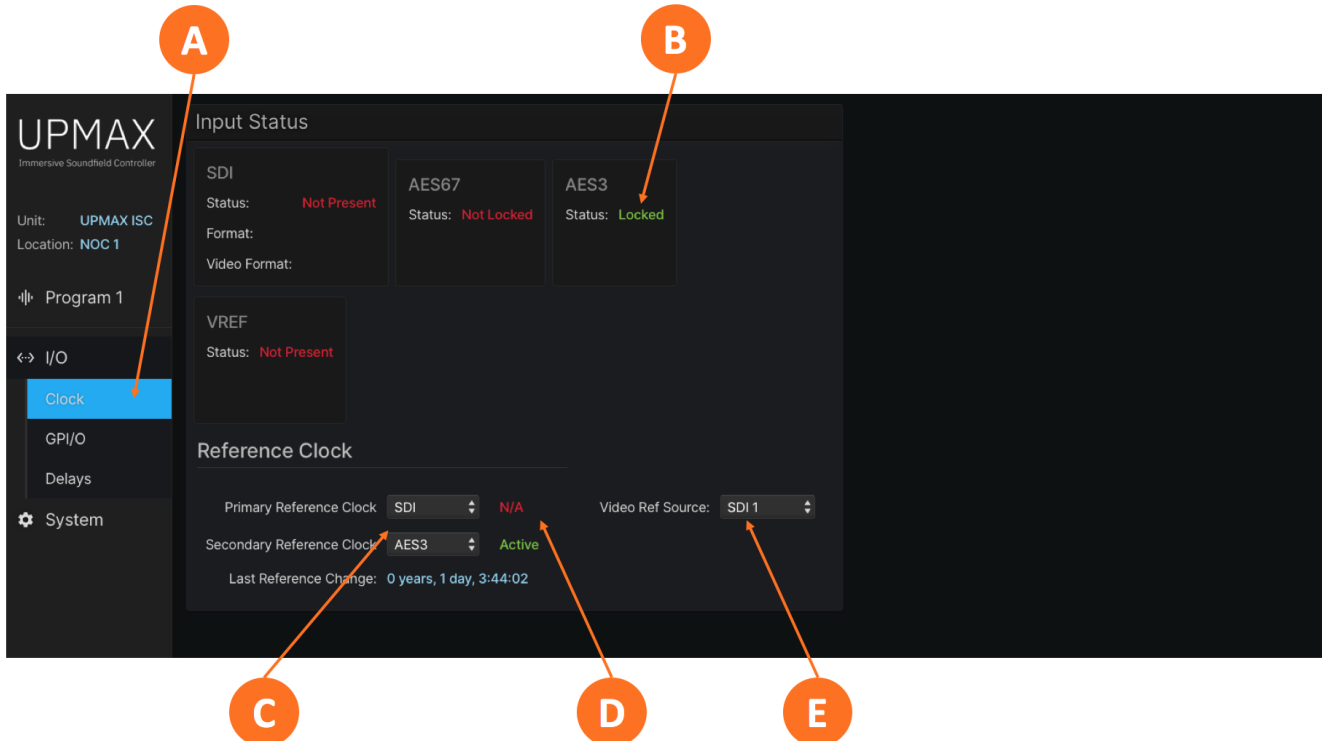 A
B
UPMAX
Immersive Soundfield Controller
Unit: UPMAX ISC
Location: NOC 1
Program 1
I/O
Clock
GPI/O
Delays
System
Input Status
SDI
Status: Not Present
Format:
Video Format:
AES67
Status: Not Locked
AES3
Status: Locked
VREF
Status: Not Present
Reference Clock
Primary Reference Clock SDI N/A Video Ref Source: SDI 1
Secondary Reference Clock AES3 Active
Last Reference Change: 0 years, 1 day, 3:44:02
C
D
E